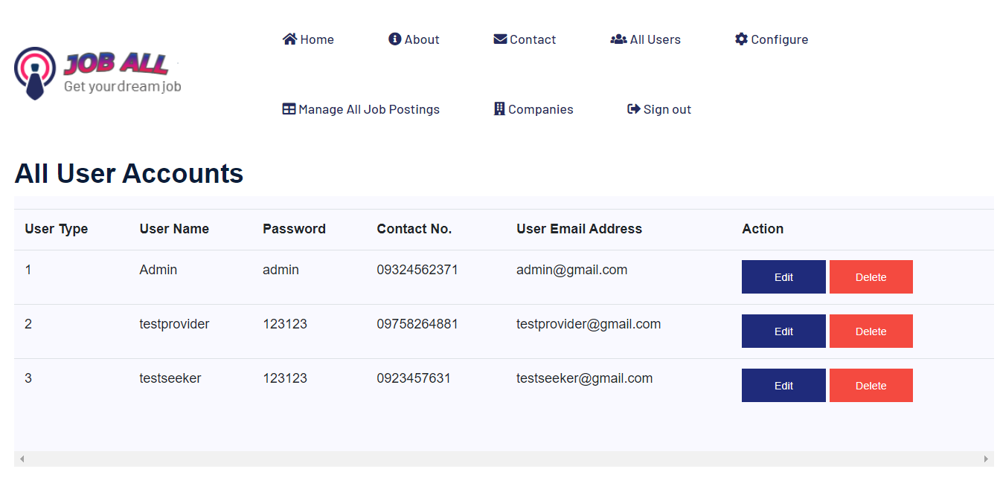 Home About Contact All Users Configure
JOB ALL
Get your dream job
Manage All Job Postings Companies Sign out
All User Accounts
User Type User Name Password Contact No. User Email Address Action
1 Admin admin 09324562371 admin@gmail.com Edit Delete
2 testprovider 123123 09758264881 testprovider@gmail.com Edit Delete
3 testseeker 123123 0923457631 testseeker@gmail.com Edit Delete